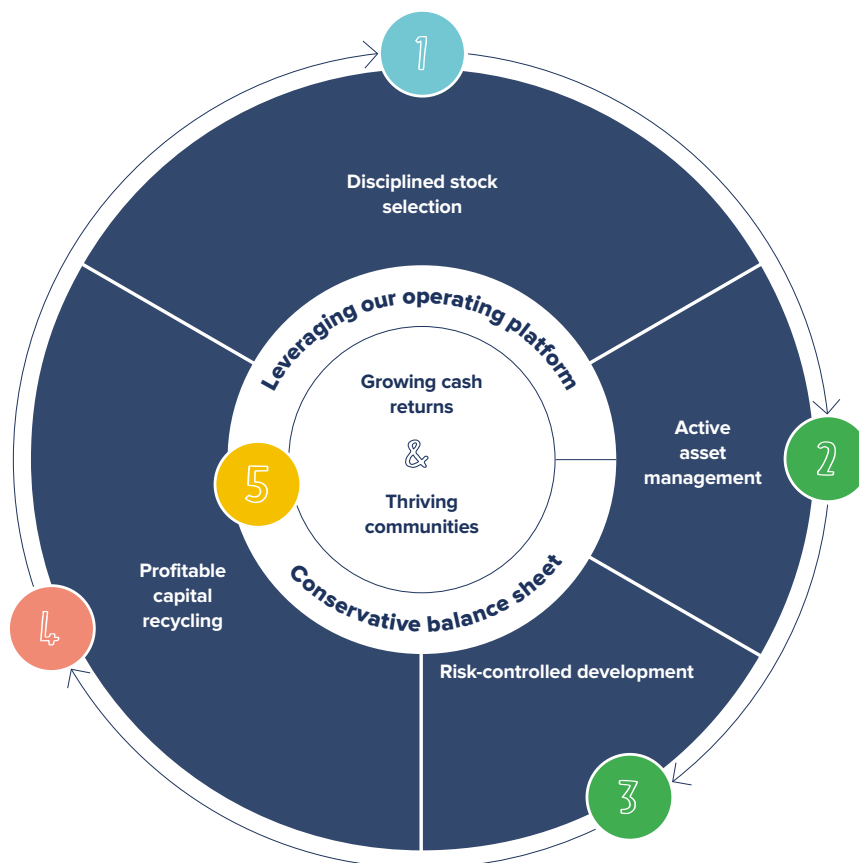 1
Disciplined stock
selection
Leveraging our operating platform
Growing cash
returns
&
Thriving
communities
Active
asset
management
2
5
Conservative balance sheet
Profitable
capital
recycling
4
Risk-controlled development
3